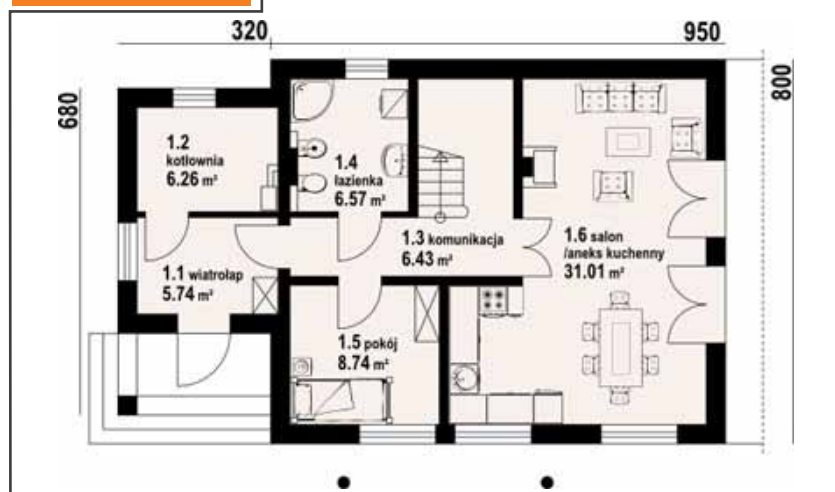 320
950
680
800
1.2
kotłownia
6.26 m²
1.4
łazienka
6.57 m²
1.3 komunikacja
6.43 m²
1.6 salon
/aneks kuchenny
31.01 m²
1.1 wiatrołap
5.74 m²
1.5 pokój
8.74 m²